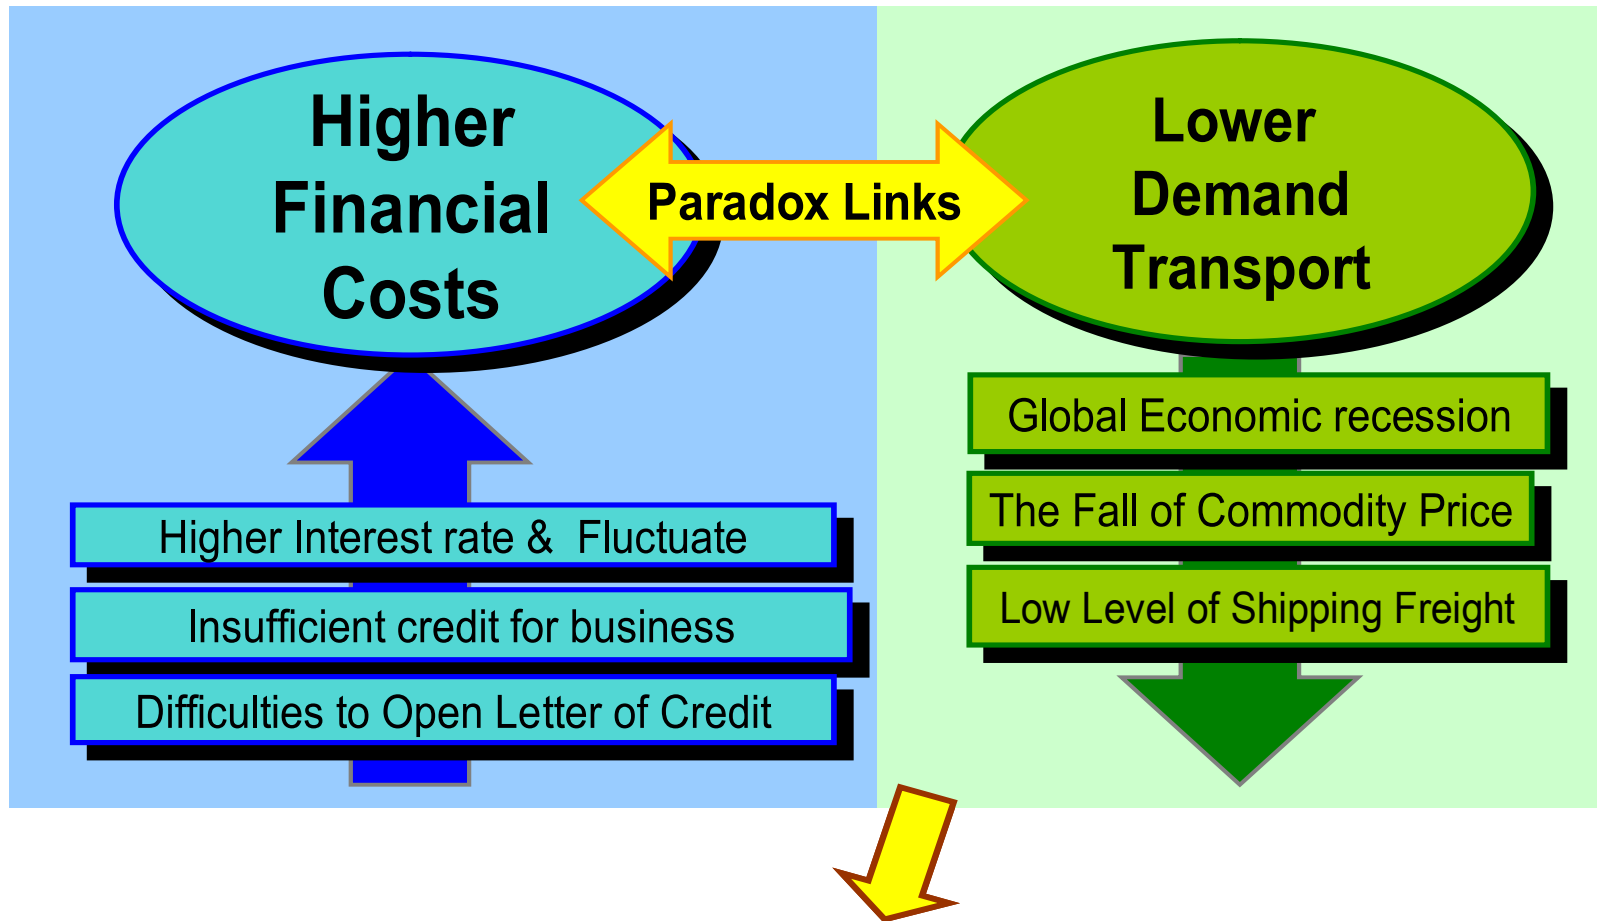 Higher
Financial
Costs
Paradox Links
Lower
Demand
Transport
Higher Interest rate &  Fluctuate
Insufficient credit for business
Difficulties to Open Letter of Credit
Global Economic recession
The Fall of Commodity Price
Low Level of Shipping Freight